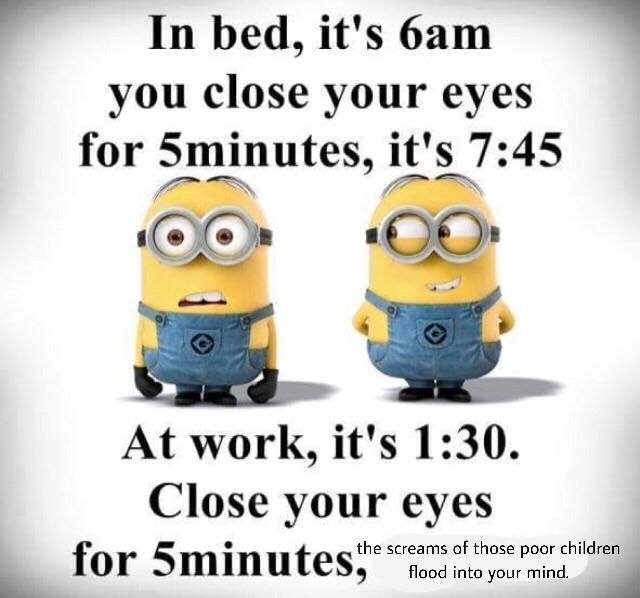 In bed, it's 6am
you close your eyes
for 5minutes, it's 7:45
At work, it's 1:30.
Close your eyes
for 5minutes, the screams of those poor children
flood into your mind.